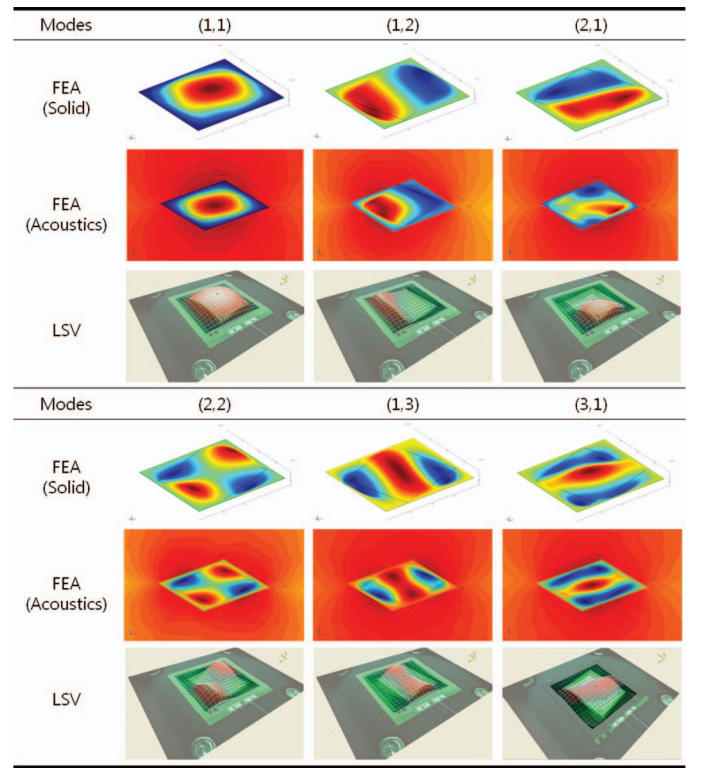 Modes (1,1) (1,2) (2,1)
FEA
(Solid)
FEA
(Acoustics)
LSV
Modes (2,2) (1,3) (3,1)
FEA
(Solid)
FEA
(Acoustics)
LSV